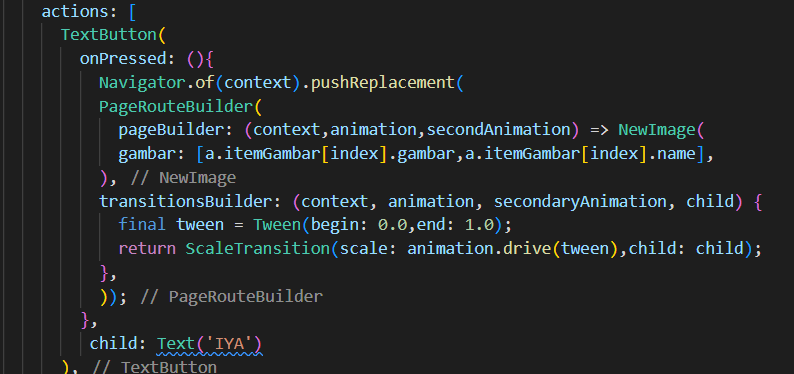 actions: [
TextButton(
onPressed: (){
Navigator.of(context).pushReplacement(
PageRouteBuilder(
pageBuilder: (context,animation,secondAnimation) => NewImage(
gambar: [a.itemGambar[index].gambar,a.itemGambar[index].name],
), // NewImage
transitionsBuilder: (context, animation, secondaryAnimation, child) {
final tween = Tween(begin: 0.0,end: 1.0);
return ScaleTransition(scale: animation.drive(tween),child: child);
},
)); // PageRouteBuilder
},
child: Text('IYA')
), // TextButton